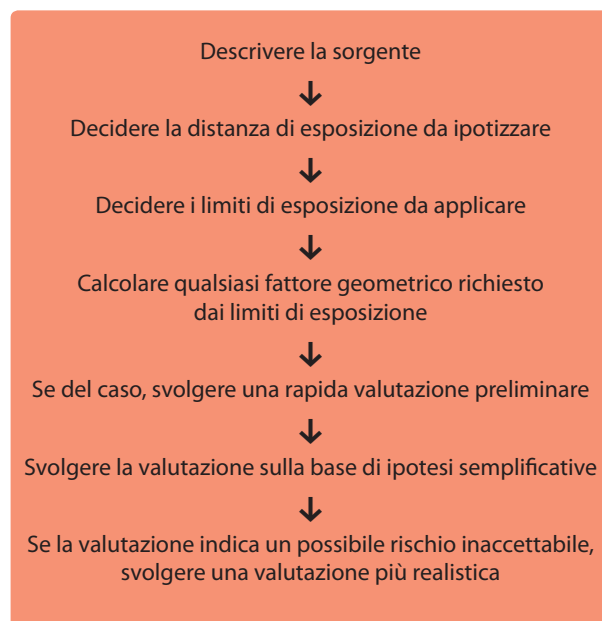 Descrivere la sorgente
Decidere la distanza di esposizione da ipotizzare
Decidere i limiti di esposizione da applicare
Calcolare qualsiasi fattore geometrico richiesto
dai limiti di esposizione
Se del caso, svolgere una rapida valutazione preliminare
Svolgere la valutazione sulla base di ipotesi semplificative
Se la valutazione indica un possibile rischio inaccettabile,
svolgere una valutazione più realistica